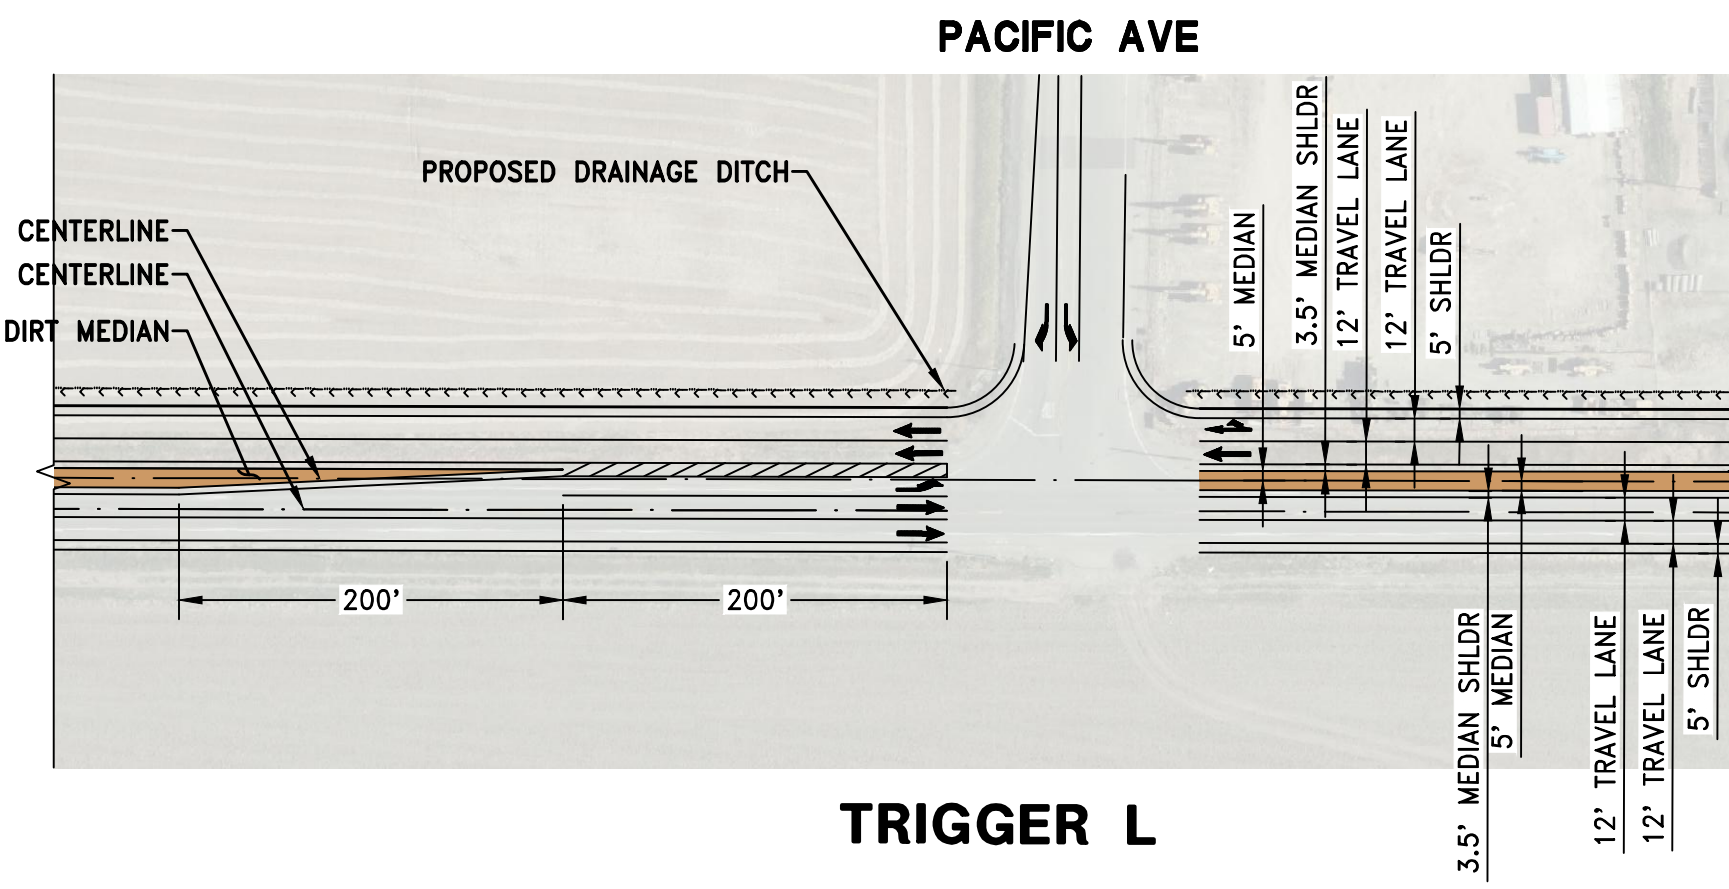 PACIFIC AVE
PROPOSED DRAINAGE DITCH
CENTERLINE
CENTERLINE
DIRT MEDIAN
5' MEDIAN
3.5' MEDIAN SHLDR
12' TRAVEL LANE
12' TRAVEL LANE
5' SHLDR
200'
200'
3.5' MEDIAN SHLDR
5' MEDIAN
12' TRAVEL LANE
12' TRAVEL LANE
5' SHLDR
TRIGGER L